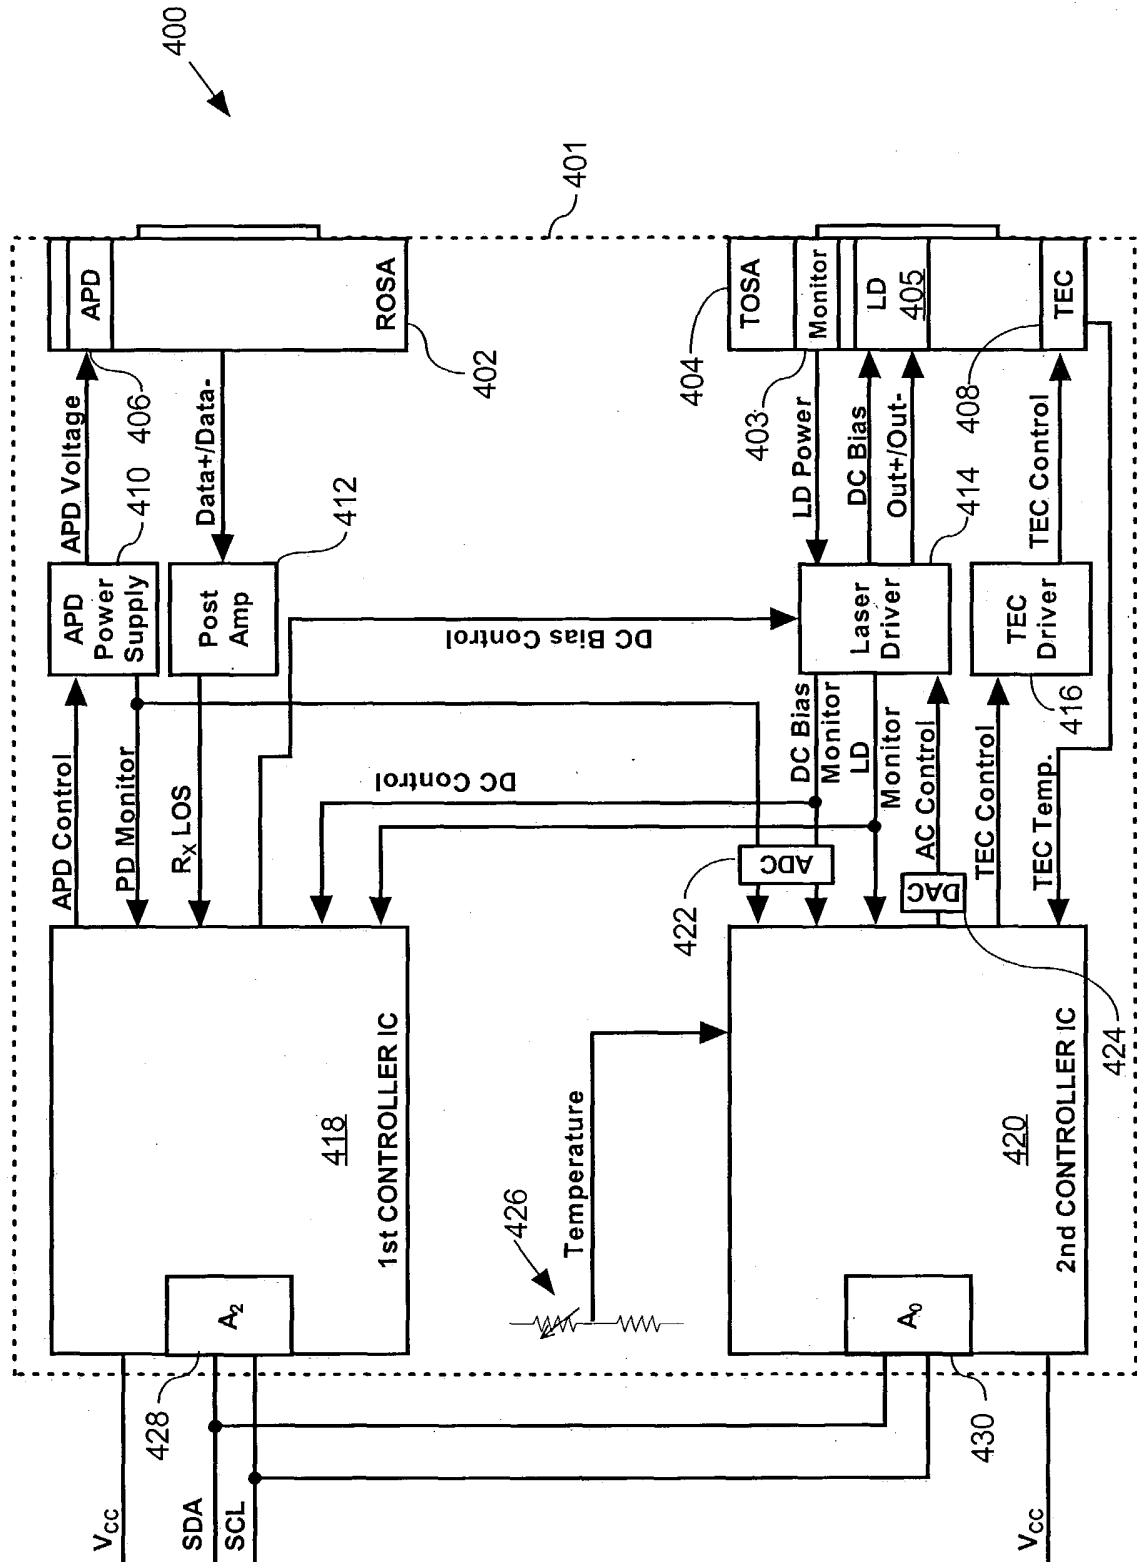 400
401
APD
ROSA
402
406
APD Voltage
Data+/Data-
410
APD
Power
Supply
Post
Amp
412
APD Control
PD Monitor
RX LOS
DC Bias Control
DC Control
418
1st CONTROLLER IC
A2
428
VCC
SDA
SCL
TOSA
404
Monitor
403
LD
405
TEC
408
LD Power
DC Bias
Out+/Out-
TEC Control
414
Laser
Driver
TEC
Driver
416
DC Bias
Monitor
LD
Monitor
AC Control
TEC Control
TEC Temp.
ADC
422
DAC
424
Temperature
426
420
2nd CONTROLLER IC
A0
430
VCC